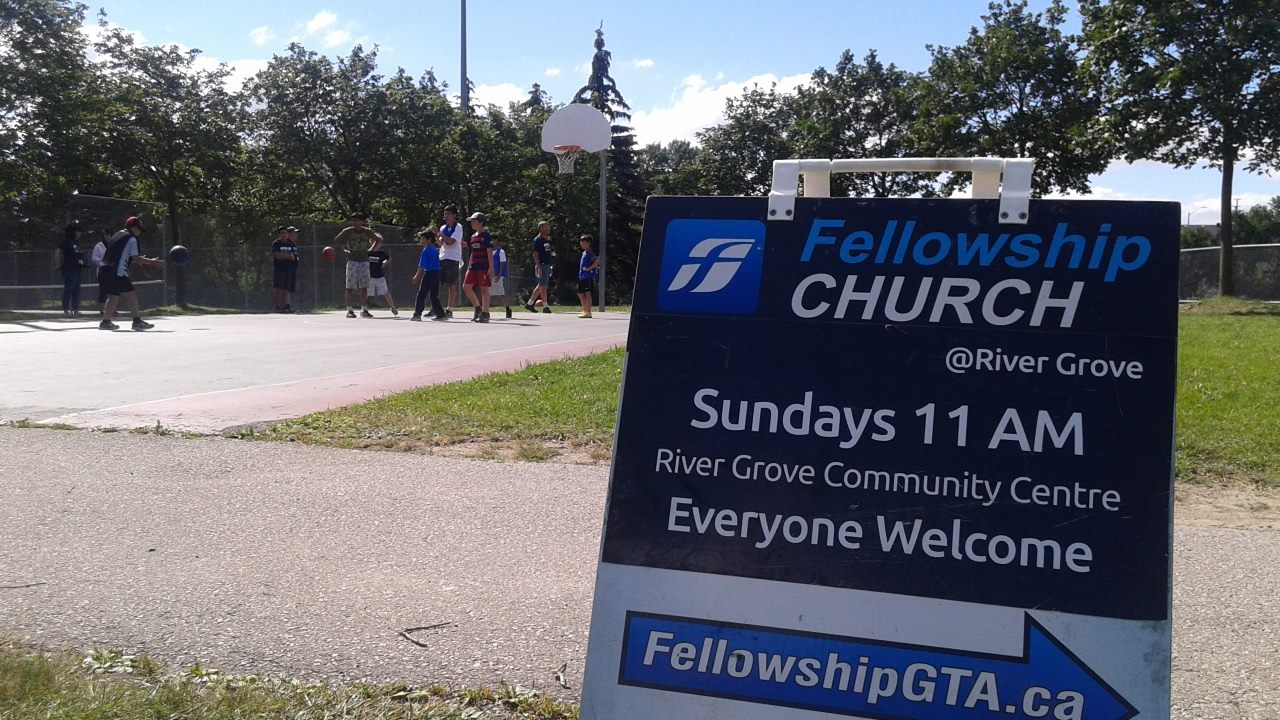 Fellowship
CHURCH
@River Grove
Sundays 11 AM
River Grove Community Centre
Everyone Welcome
FellowshipGTA.ca